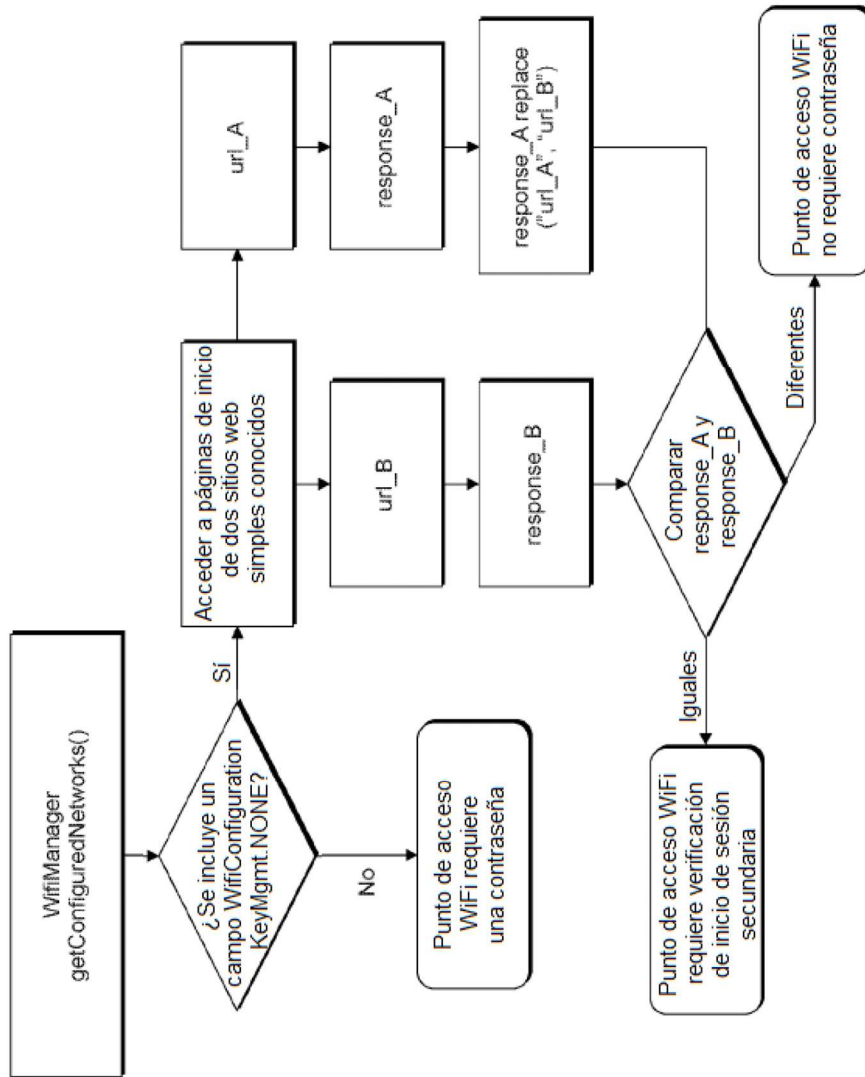 WifiManager
getConfiguredNetworks()
¿Se incluye un
campo WifiConfiguration
KeyMgmt.NONE?
Sí
No
Punto de acceso
WiFi requiere
una contraseña
Acceder a páginas de inicio
de dos sitios web
simples conocidos
url_A
response_A
response_A replace
("url_A", "url_B")
url_B
response_B
Comparar
response_A y
response_B
Iguales
Punto de acceso WiFi
requiere verificación
de inicio de sesión
secundaria
Diferentes
Punto de acceso WiFi
no requiere contraseña